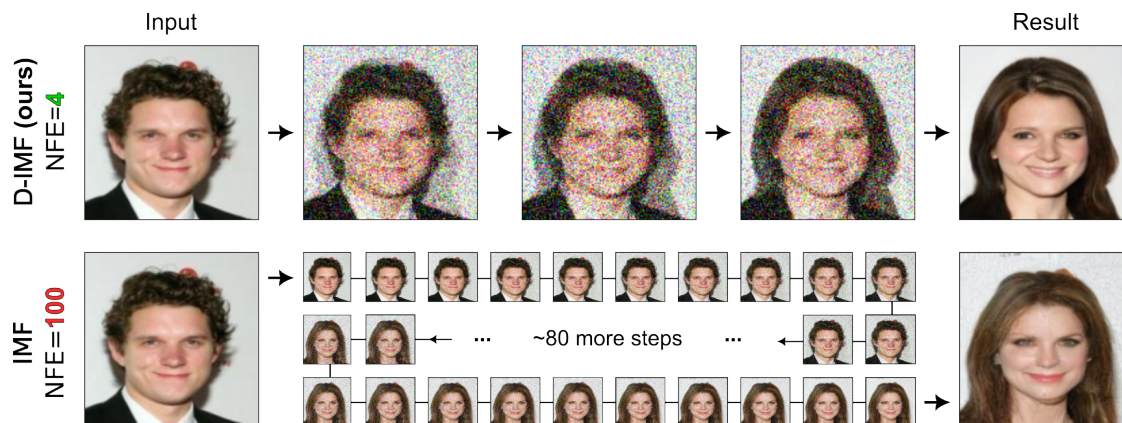 Input
Result
D-IMF (ours)
NFE=4
IMF
NFE=100
... ~80 more steps ...